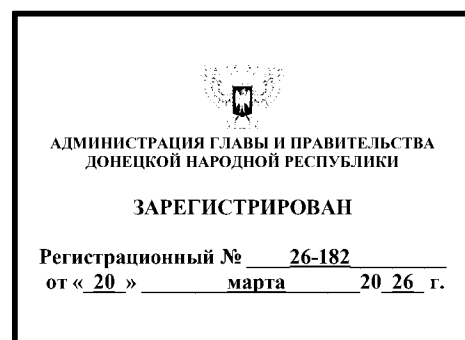 АДМИНИСТРАЦИЯ ГЛАВЫ И ПРАВИТЕЛЬСТВА
ДОНЕЦКОЙ НАРОДНОЙ РЕСПУБЛИКИ
ЗАРЕГИСТРИРОВАН
Регистрационный № 26-182
от « 20 » марта 20 26 г.